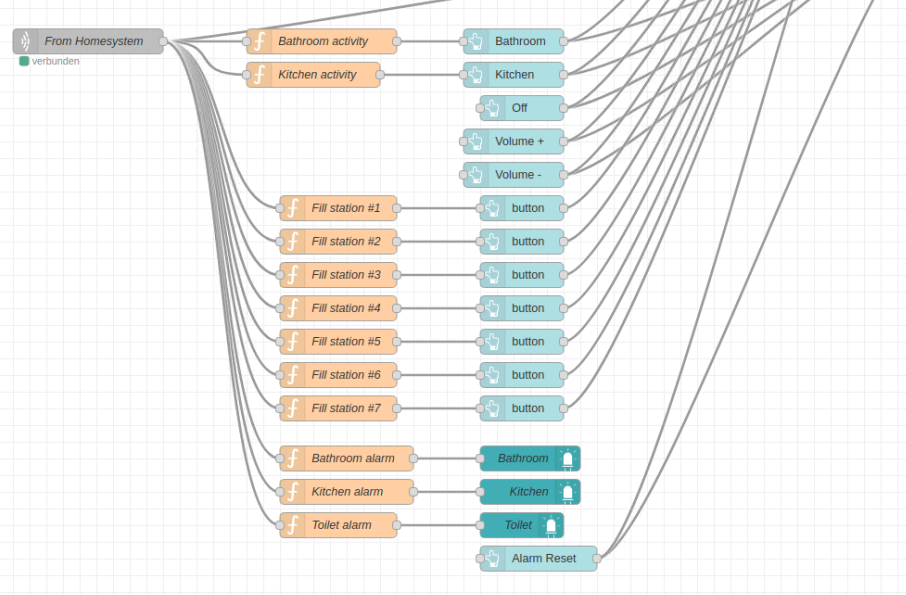 From Homesystem
verbunden
Bathroom activity
Bathroom
Kitchen activity
Kitchen
Off
Volume +
Volume -
Fill station #1
button
Fill station #2
button
Fill station #3
button
Fill station #4
button
Fill station #5
button
Fill station #6
button
Fill station #7
button
Bathroom alarm
Bathroom
Kitchen alarm
Kitchen
Toilet alarm
Toilet
Alarm Reset